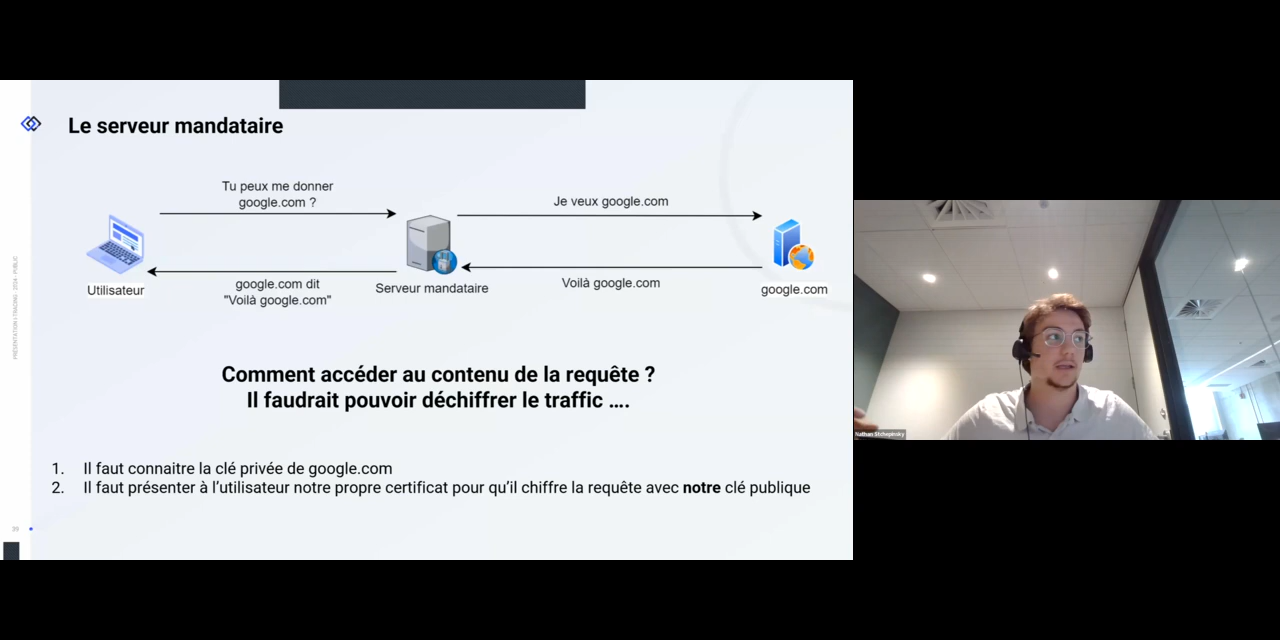 Le serveur mandataire
Tu peux me donner
google.com ?
Je veux google.com
google.com dit
"Voilà google.com"
Voilà google.com
Utilisateur
Serveur mandataire
google.com
Comment accéder au contenu de la requête ?
Il faudrait pouvoir déchiffrer le traffic ....
1. Il faut connaitre la clé privée de google.com
2. Il faut présenter à l’utilisateur notre propre certificat pour qu’il chiffre la requête avec notre clé publique
39
Nathan Shchepinsky